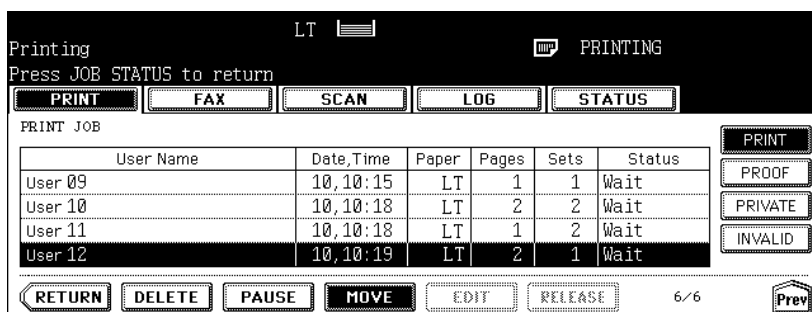 LT
Printing PRINTING
Press JOB STATUS to return
PRINT FAX SCAN LOG STATUS
PRINT JOB
PRINT
User Name Date,Time Paper Pages Sets Status
PROOF
User 09 10,10:15 LT 1 1 Wait
User 10 10,10:18 LT 2 2 Wait
PRIVATE
User 11 10,10:18 LT 1 2 Wait
INVALID
User 12 10,10:19 LT 2 1 Wait
RETURN DELETE PAUSE MOVE EDIT RELEASE 6/6 Prev